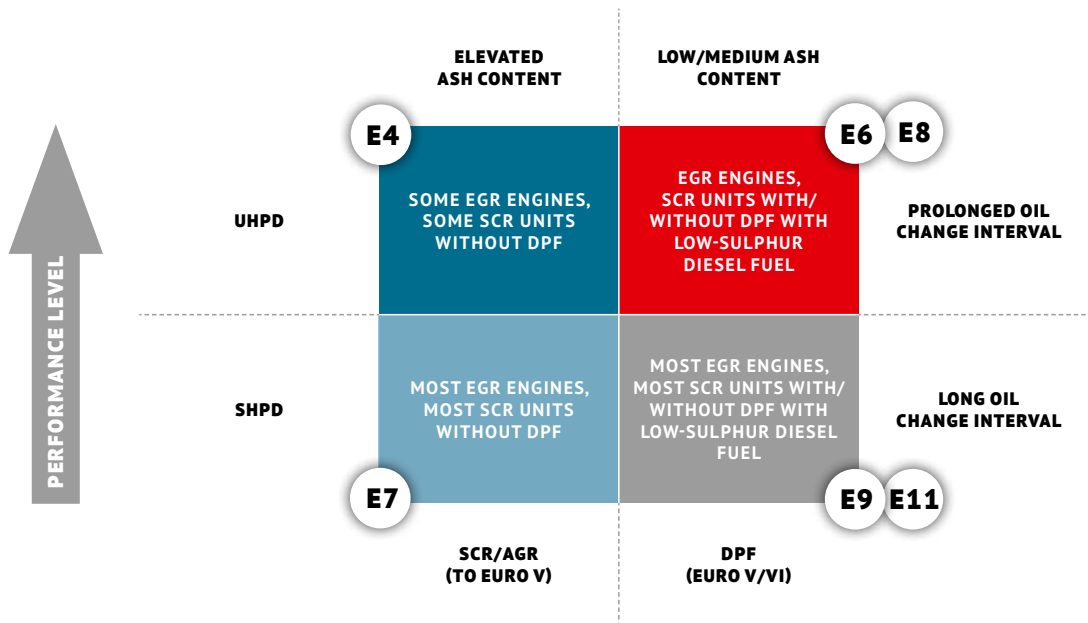 ELEVATED
ASH CONTENT
LOW/MEDIUM ASH
CONTENT
E4
E6
E8
PERFORMANCE LEVEL
UHPD
SOME EGR ENGINES,
SOME SCR UNITS
WITHOUT DPF
EGR ENGINES,
SCR UNITS WITH/
WITHOUT DPF WITH
LOW-SULPHUR
DIESEL FUEL
PROLONGED OIL
CHANGE INTERVAL
SHPD
MOST EGR ENGINES,
MOST SCR UNITS
WITHOUT DPF
MOST EGR ENGINES,
MOST SCR UNITS WITH/
WITHOUT DPF WITH
LOW-SULPHUR DIESEL
FUEL
LONG OIL
CHANGE INTERVAL
E7
E9
E11
SCR/AGR
(TO EURO V)
DPF
(EURO V/VI)